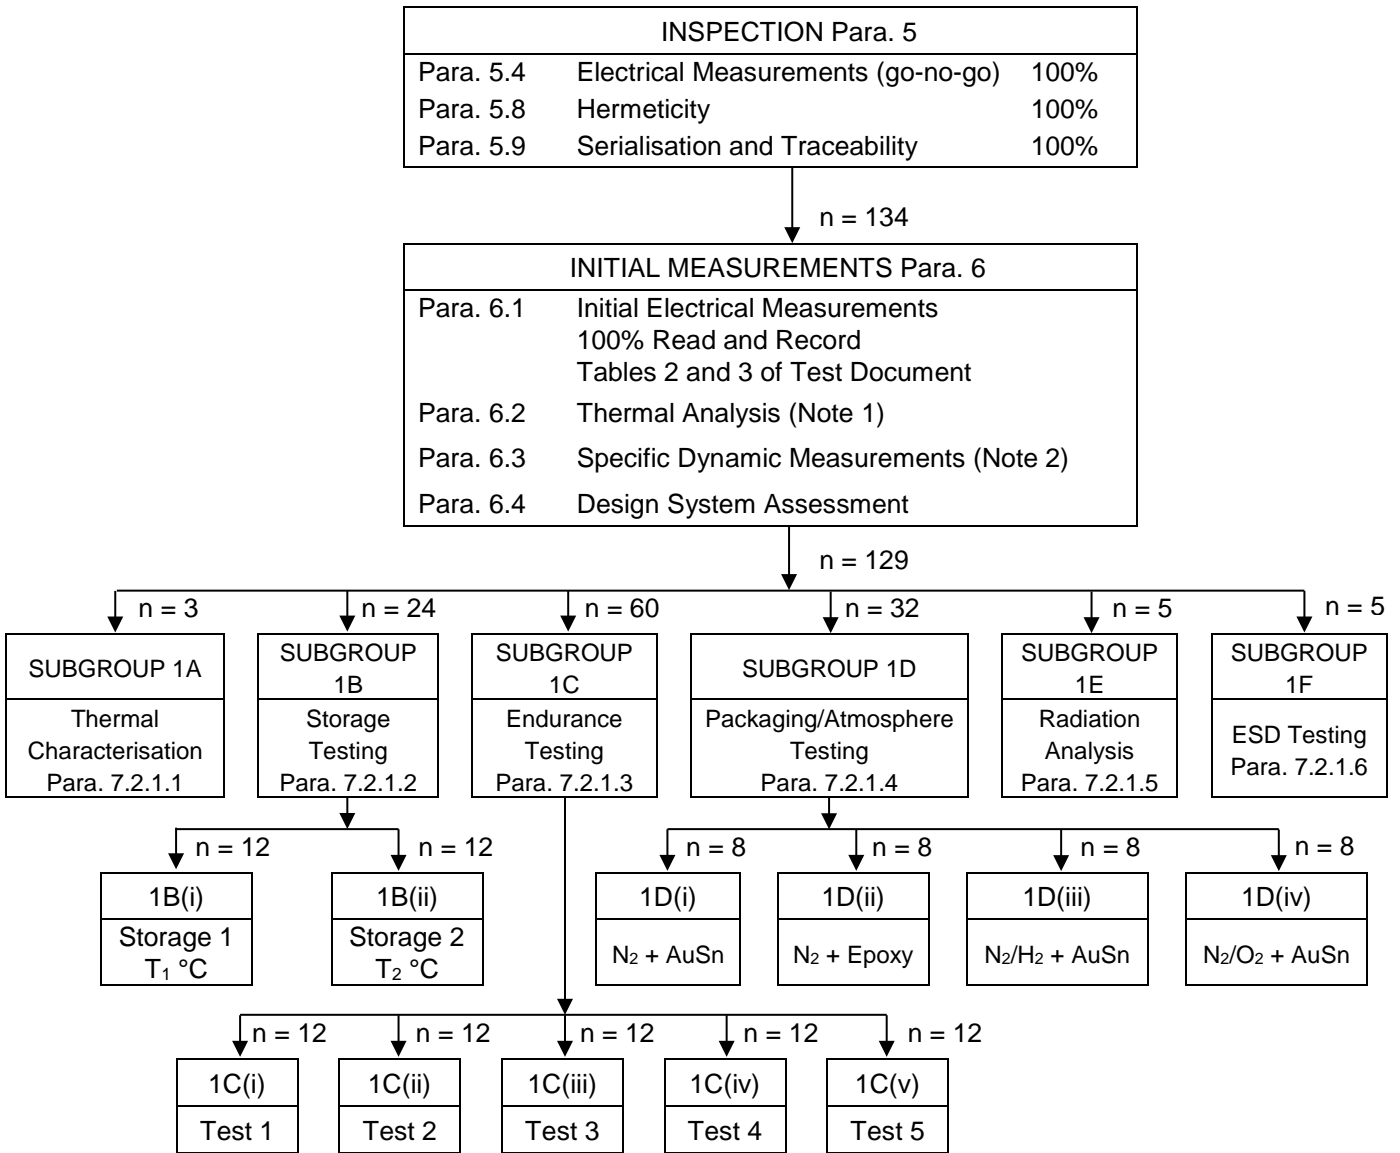 INSPECTION Para. 5
Para. 5.4 Electrical Measurements (go-no-go) 100%
Para. 5.8 Hermeticity 100%
Para. 5.9 Serialisation and Traceability 100%
n = 134
INITIAL MEASUREMENTS Para. 6
Para. 6.1 Initial Electrical Measurements
100% Read and Record
Tables 2 and 3 of Test Document
Para. 6.2 Thermal Analysis (Note 1)
Para. 6.3 Specific Dynamic Measurements (Note 2)
Para. 6.4 Design System Assessment
n = 129
n = 3
SUBGROUP 1A
Thermal
Characterisation
Para. 7.2.1.1
n = 24
SUBGROUP
1B
Storage
Testing
Para. 7.2.1.2
n = 60
SUBGROUP
1C
Endurance
Testing
Para. 7.2.1.3
n = 32
SUBGROUP 1D
Packaging/Atmosphere
Testing
Para. 7.2.1.4
n = 5
SUBGROUP
1E
Radiation
Analysis
Para. 7.2.1.5
n = 5
SUBGROUP
1F
ESD Testing
Para. 7.2.1.6
n = 12
1B(i)
Storage 1
T1 °C
n = 12
1B(ii)
Storage 2
T2 °C
n = 8
1D(i)
N2 + AuSn
n = 8
1D(ii)
N2 + Epoxy
n = 8
1D(iii)
N2/H2 + AuSn
n = 8
1D(iv)
N2/O2 + AuSn
n = 12
1C(i)
Test 1
n = 12
1C(ii)
Test 2
n = 12
1C(iii)
Test 3
n = 12
1C(iv)
Test 4
n = 12
1C(v)
Test 5